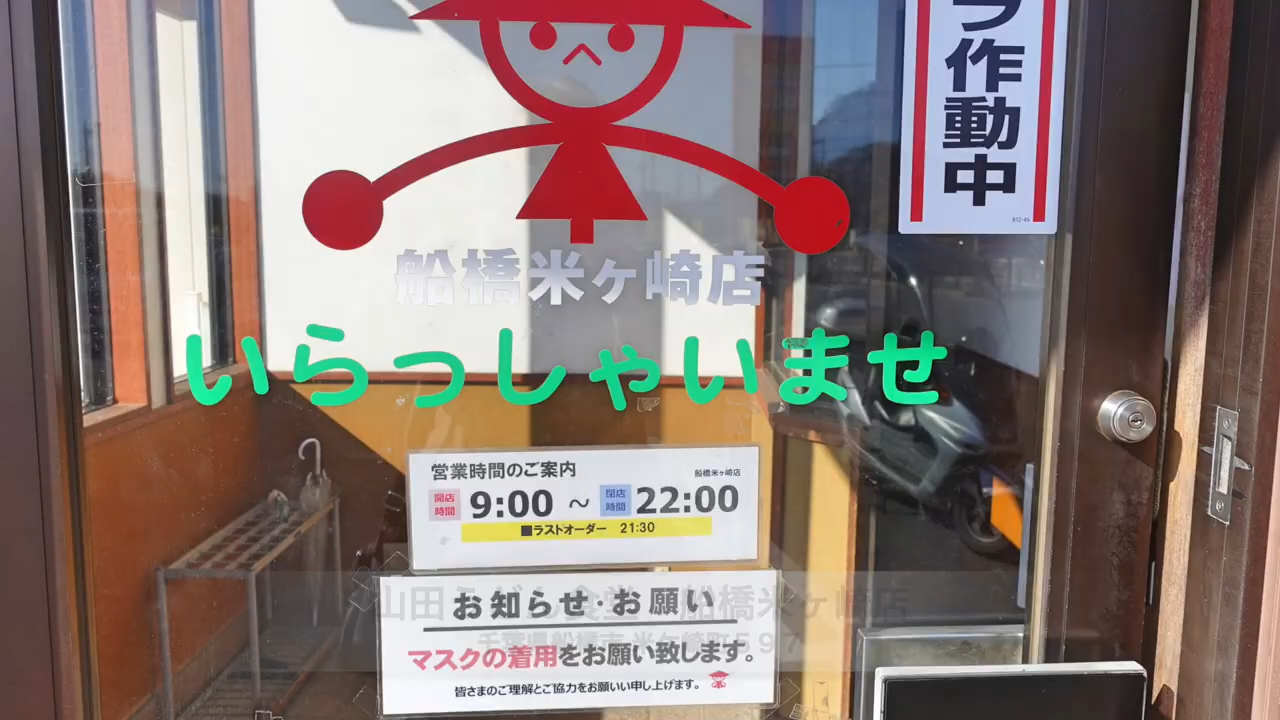 作動中
船橋米ヶ崎店
いらっしゃいませ
営業時間のご案内
船橋米ヶ崎店
開店時間 9:00 ～ 閉店時間 22:00
■ラストオーダー 21:30
お知らせ・お願い
マスクの着用をお願い致します。
皆さまのご理解とご協力をお願いい申し上げます。
山田うどん食堂 船橋米ヶ崎店
千葉県船橋市 米ケ崎町５９７